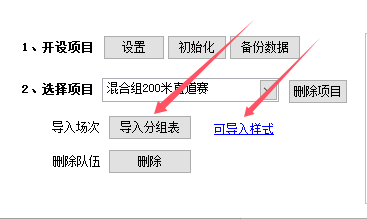 1、开设项目 设置 初始化 备份数据
2、选择项目 混合组200米直道赛 删除项目
导入场次 导入分组表 可导入样式
删除队伍 删除